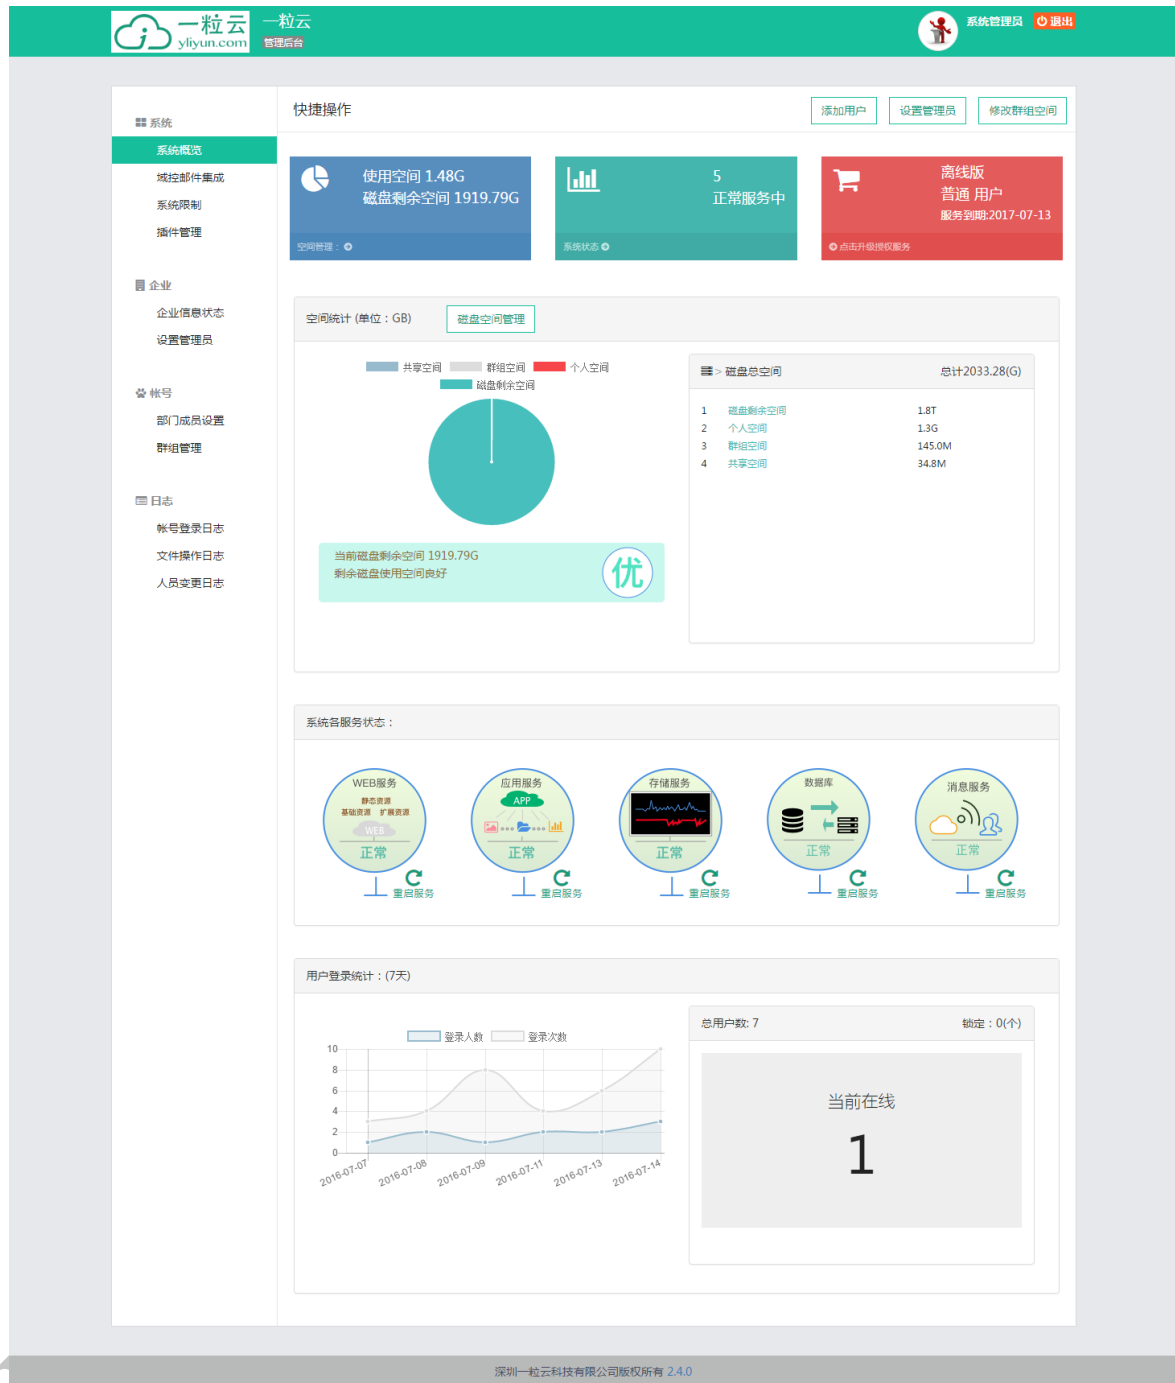 一粒云
yliyun.com
一粒云
管理后台
系统管理员
退出
系统
系统概览
域控邮件集成
系统限制
插件管理
企业
企业信息状态
设置管理员
帐号
部门成员设置
群组管理
日志
帐号登录日志
文件操作日志
人员变更日志
快捷操作
添加用户
设置管理员
修改群组空间
使用空间 1.48G
磁盘剩余空间 1919.79G
空间管理：
5
正常服务中
系统状态
离线版
普通 用户
服务到期:2017-07-13
点击升级授权服务
空间统计 (单位：GB)
磁盘空间管理
共享空间 群组空间 个人空间
磁盘剩余空间
当前磁盘剩余空间 1919.79G
剩余磁盘使用空间良好
优
> 磁盘总空间 总计2033.28(G)
1 磁盘剩余空间 1.8T
2 个人空间 1.3G
3 群组空间 145.0M
4 共享空间 34.8M
系统各服务状态：
WEB服务
静态资源
基础资源 扩展资源
WEB
正常
重启服务
应用服务
APP
正常
重启服务
存储服务
正常
重启服务
数据库
正常
重启服务
消息服务
正常
重启服务
用户登录统计：(7天)
登录人数 登录次数
10
8
6
4
2
0
2016-07-07
2016-07-08
2016-07-09
2016-07-11
2016-07-13
2016-07-14
总用户数: 7 锁定：0(个)
当前在线
1
深圳一粒云科技有限公司版权所有 2.4.0